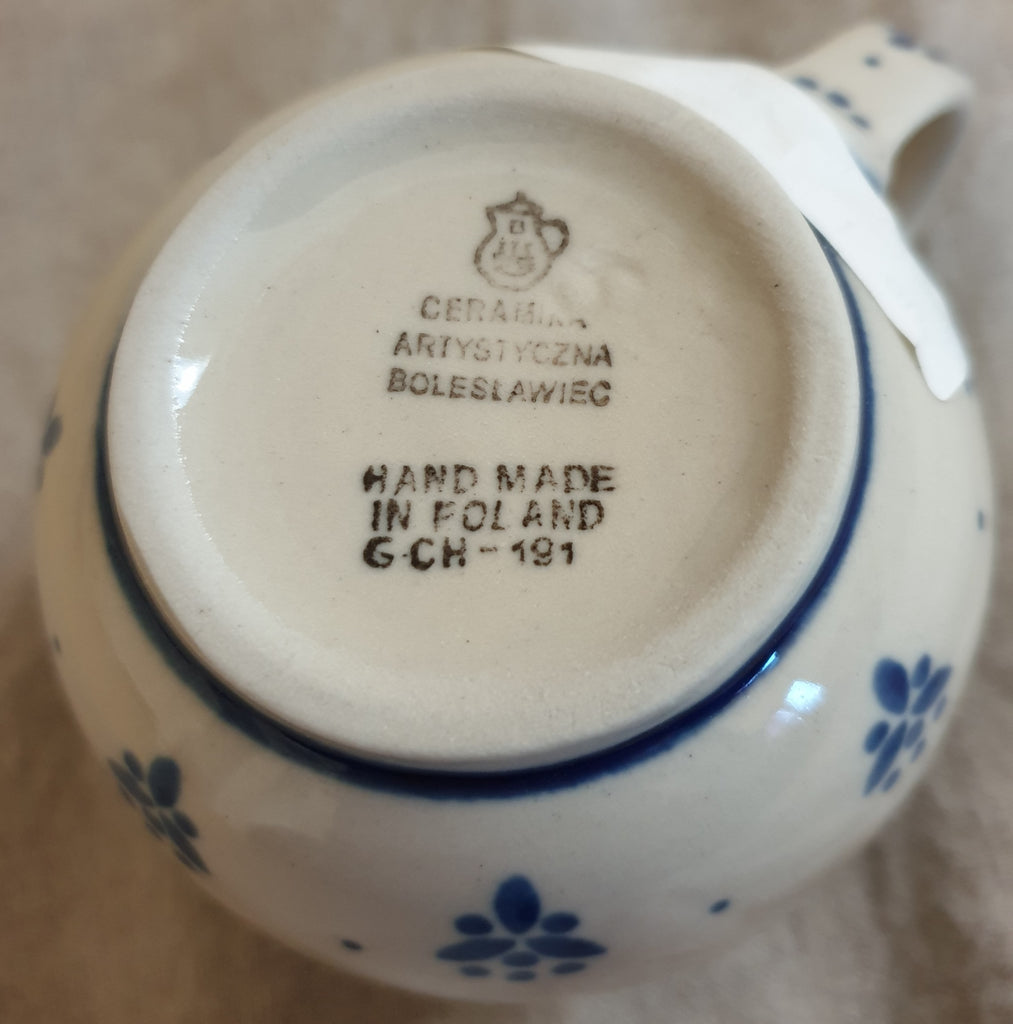 CERAMIKA
ARTYSTYCZNA
BOLESŁAWIEC
HAND MADE
IN POLAND
G-CH-191